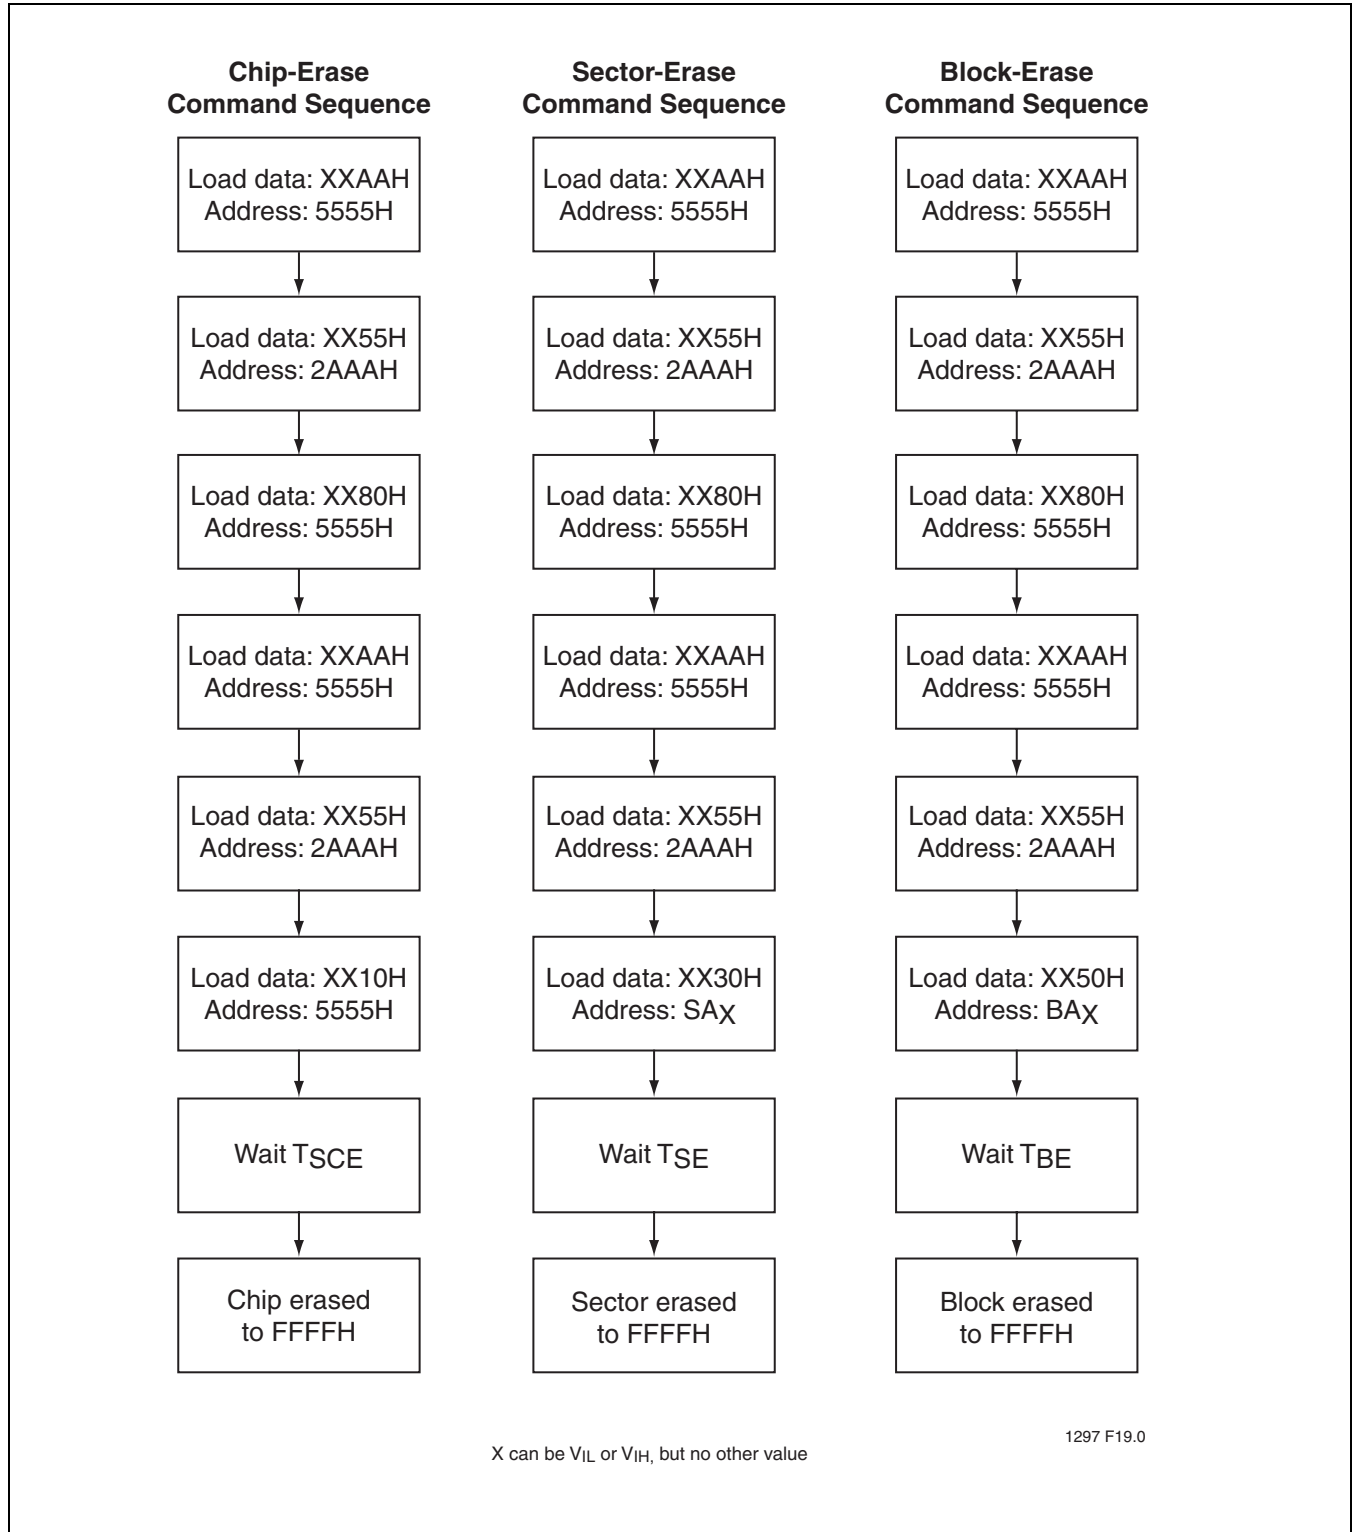 Chip-Erase
Command Sequence
Load data: XXAAH
Address: 5555H
Load data: XX55H
Address: 2AAAH
Load data: XX80H
Address: 5555H
Load data: XXAAH
Address: 5555H
Load data: XX55H
Address: 2AAAH
Load data: XX10H
Address: 5555H
Wait TSCE
Chip erased
to FFFFH
Sector-Erase
Command Sequence
Load data: XXAAH
Address: 5555H
Load data: XX55H
Address: 2AAAH
Load data: XX80H
Address: 5555H
Load data: XXAAH
Address: 5555H
Load data: XX55H
Address: 2AAAH
Load data: XX30H
Address: SAX
Wait TSE
Sector erased
to FFFFH
Block-Erase
Command Sequence
Load data: XXAAH
Address: 5555H
Load data: XX55H
Address: 2AAAH
Load data: XX80H
Address: 5555H
Load data: XXAAH
Address: 5555H
Load data: XX55H
Address: 2AAAH
Load data: XX50H
Address: BAX
Wait TBE
Block erased
to FFFFH
1297 F19.0
X can be VIL or VIH, but no other value